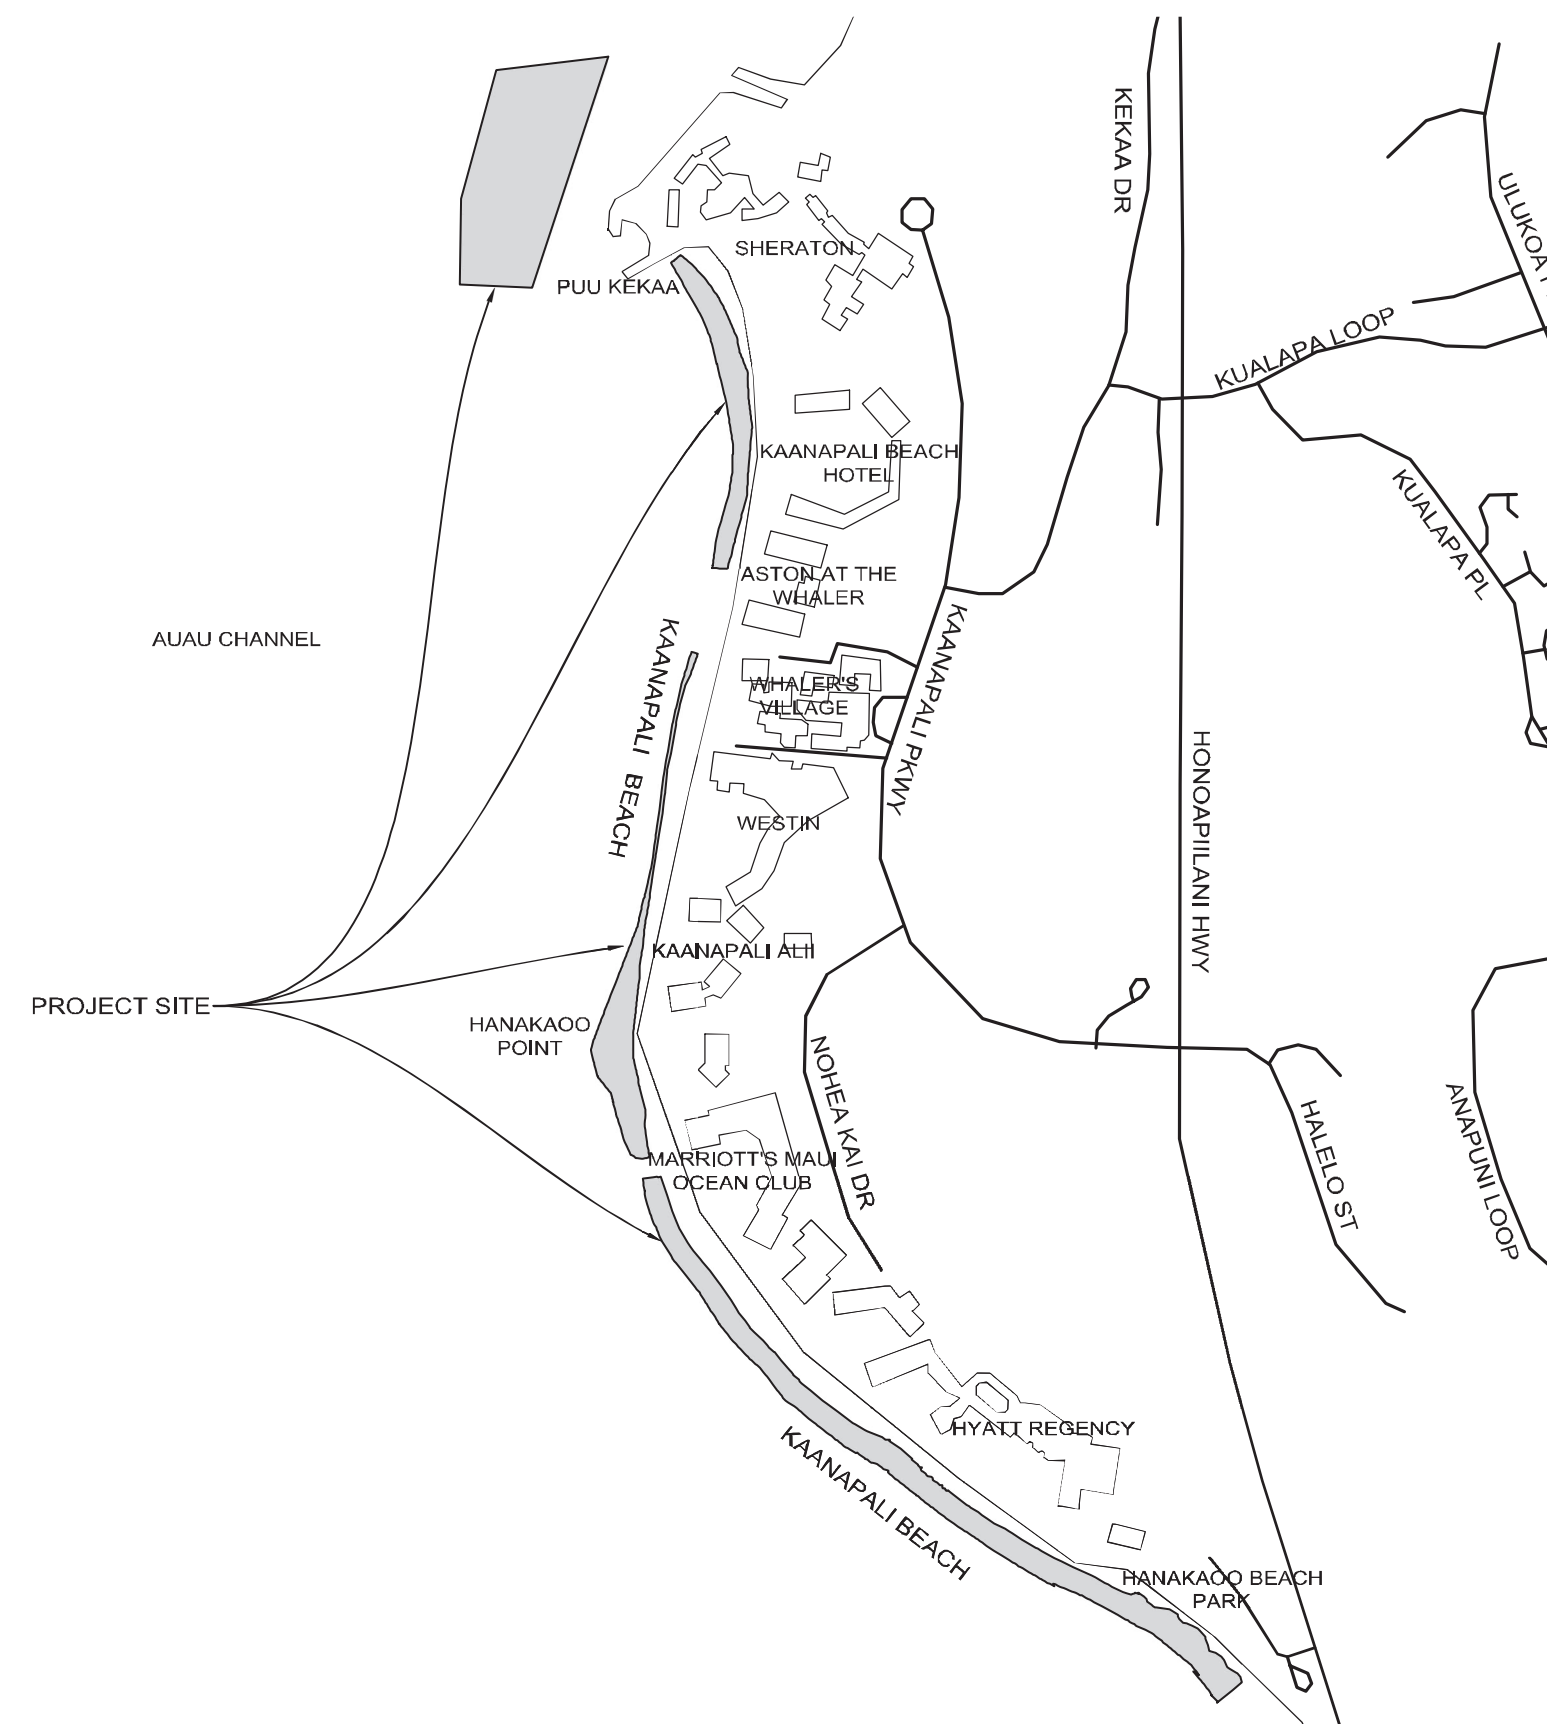 KEKAA DR
ULUKOA
SHERATON
PUU KEKAA
KUALAPA LOOP
KAANAPALI BEACH
HOTEL
KUALAPA PL
ASTON AT THE
WHALER
AUAU CHANNEL
KAANAPALI BEACH
KAANAPALI PKWY
WHALER'S
VILLAGE
HONOAPIILANI HWY
WESTIN
KAANAPALI ALII
PROJECT SITE
HANAKAOO
POINT
NOHEA KAI DR
HALELO ST
ANAPUNI LOOP
MARRIOTT'S MAUI
OCEAN CLUB
HYATT REGENCY
KAANAPALI BEACH
HANAKAOO BEACH
PARK